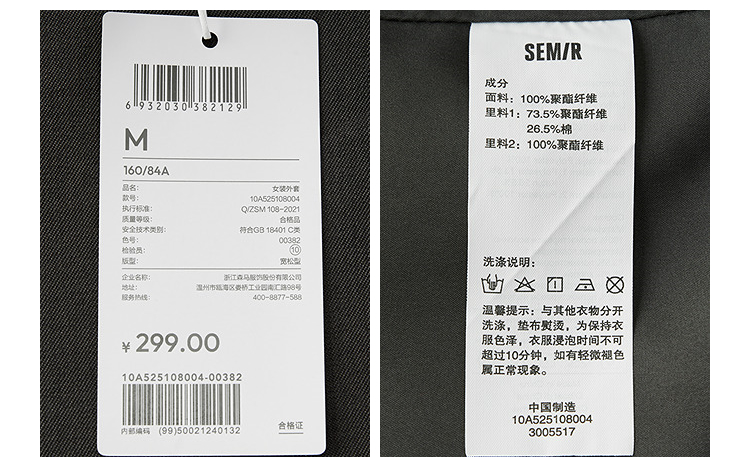 6 932030 382129
M
160/84A
品名： 女装外套
款号： 10A525108004
执行标准： Q/ZSM 108-2021
质量等级： 合格品
安全技术类别： 符合GB 18401 C类
色号： 00382
检验员： 10
版型： 宽松型
企业名称： 浙江森马服饰股份有限公司
地址： 温州市瓯海区娄桥工业园南汇路98号
服务热线： 400-8877-588
¥ 299.00
10A525108004-00382
内部编码 (99)50021240132
合格证
SEMIR
成分
面料：100%聚酯纤维
里料1：73.5%聚酯纤维
26.5%棉
里料2：100%聚酯纤维
洗涤说明：
温馨提示：与其他衣物分开
洗涤，垫布熨烫，为保持衣
服色泽，衣服浸泡时间不可
超过10分钟，如有轻微褪色
属正常现象。
中国制造
10A525108004
3005517